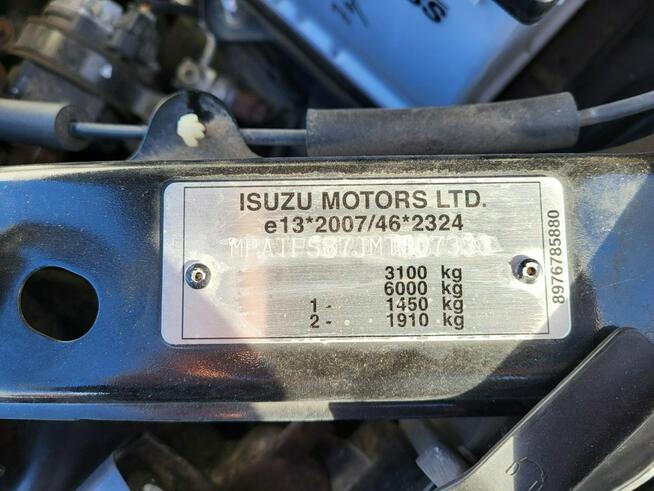 ISUZU MOTORS LTD.
e13*2007/46*2324
3100 kg
6000 kg
1 - 1450 kg
2 - 1910 kg
8976785880